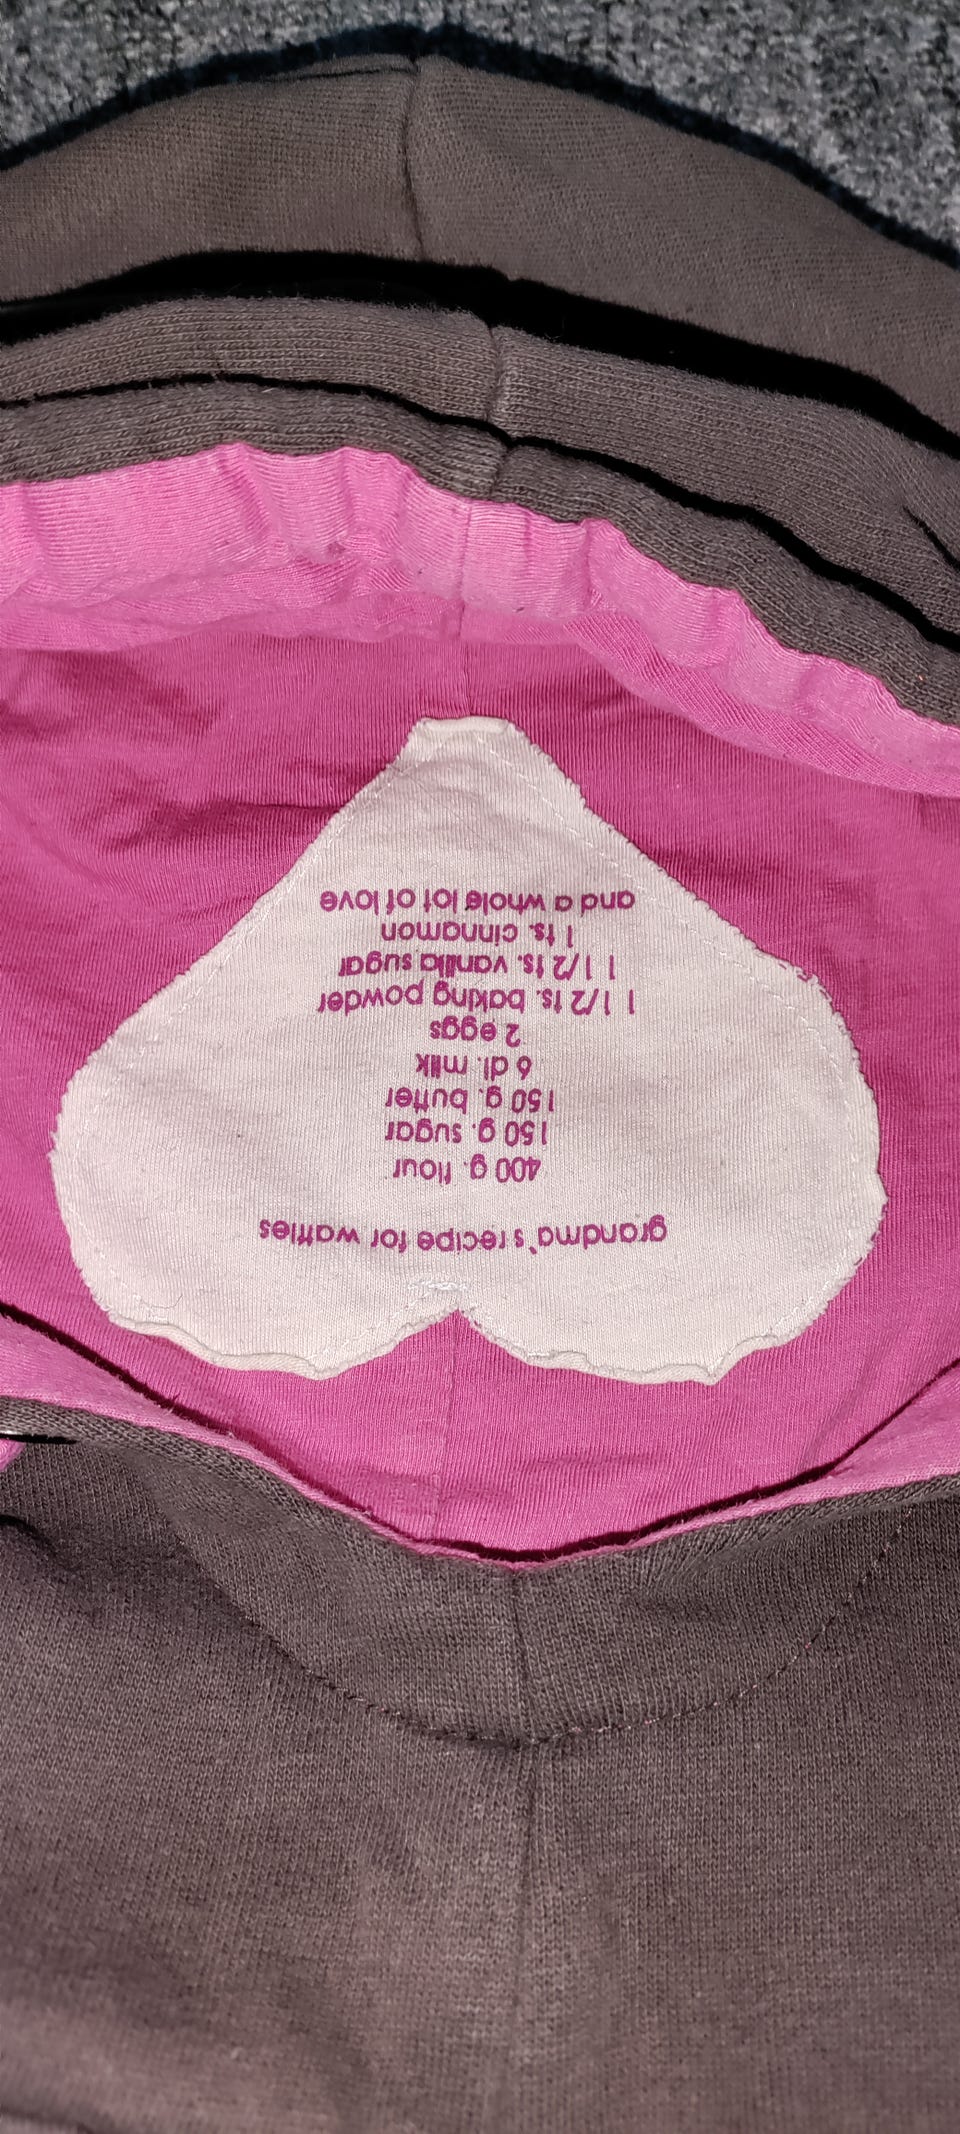 grandma`s recipe for waffles
400 g. flour
150 g. sugar
150 g. butter
6 dl. milk
2 eggs
1 1/2 ts. baking powder
1 1/2 ts. vanilla sugar
1 ts. cinnamon
and a whole lot of love